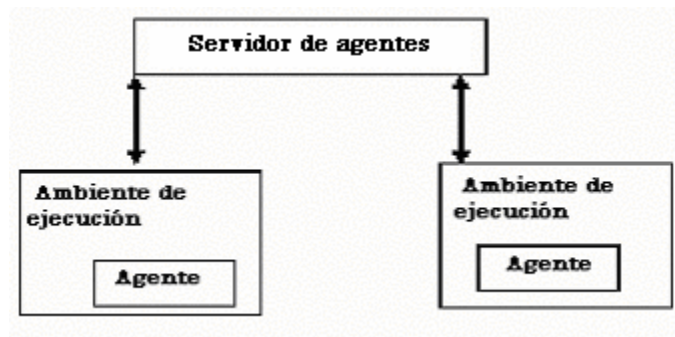 Servidor de agentes
Ambiente de
ejecución
Agente
Ambiente de
ejecución
Agente